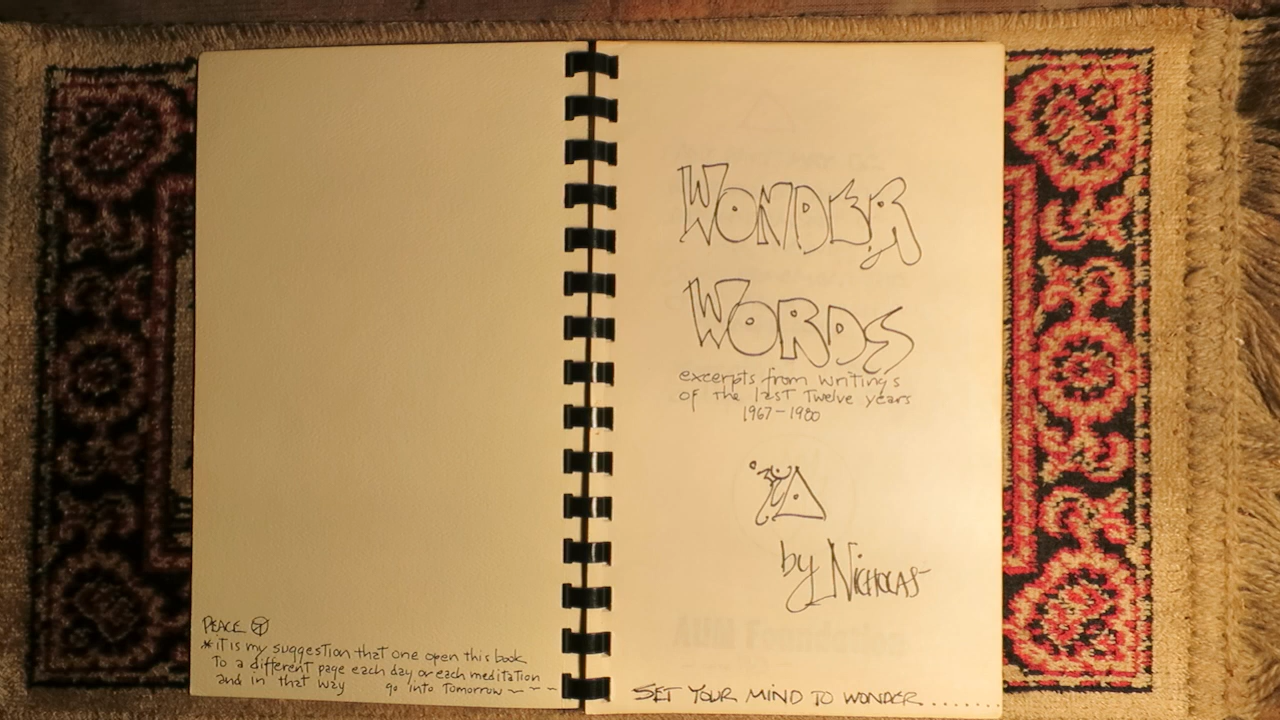 PEACE
* it is my suggestion that one open this book
To a different page each day or each meditation
and in that way go into Tomorrow ~ ~ ~ ~
WONDER
WORDS
excerpts from writings
of the last Twelve years
1967-1980
by Nicholas
AUM Foundation
SET YOUR MIND TO WONDER ........